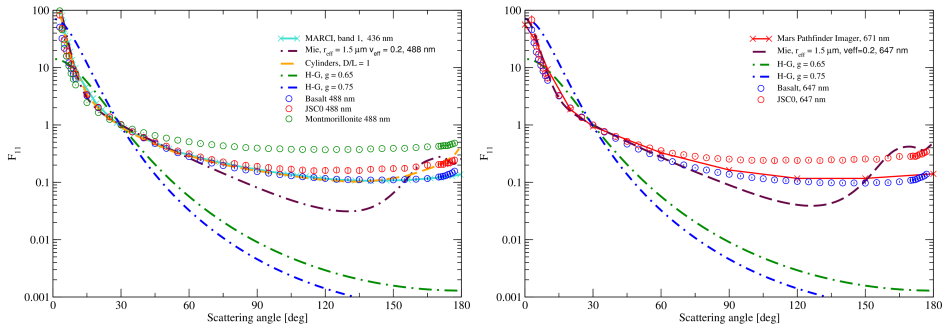 100
10
1
0.1
0.01
0.001
F11
0
30
60
90
120
150
180
Scattering angle [deg]
MARCI, band 1, 436 nm
Mie, reff = 1.5 μm veff = 0.2, 488 nm
Cylinders, D/L = 1
H-G, g = 0.65
H-G, g = 0.75
Basalt 488 nm
JSC0 488 nm
Montmorillonite 488 nm
100
10
1
0.1
0.01
0.001
F11
0
30
60
90
120
150
180
Scattering angle [deg]
Mars Pathfinder Imager, 671 nm
Mie, reff = 1.5 μm, veff=0.2, 647 nm
H-G, g = 0.65
H-G, g = 0.75
Basalt, 647 nm
JSC0, 647 nm